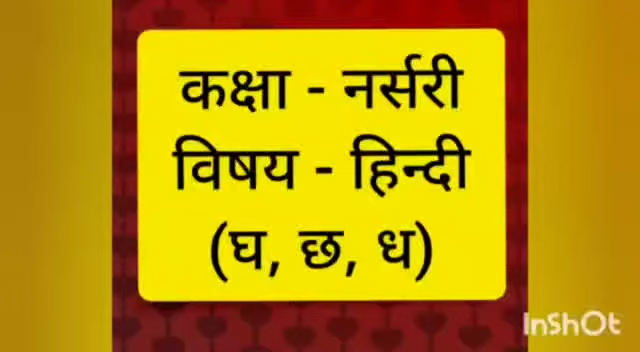 कक्षा - नर्सरी
विषय - हिन्दी
(घ, छ, ध)
InShOt